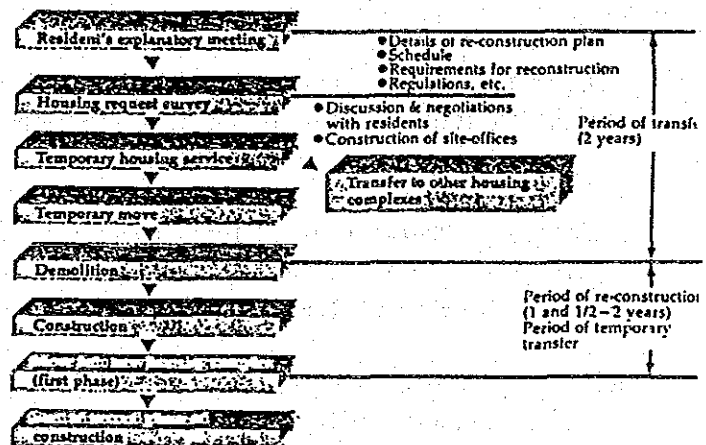 Resident's explanatory meeting
• Details of re-construction plan
• Schedule
• Requirements for reconstruction
• Regulations, etc.
Housing request survey
• Discussion & negotiations
with residents
• Construction of site-offices
Period of transf
(2 years)
Temporary housing service
Transfer to other housing
complexes
Temporary move
Demolition
Period of re-construction
(1 and 1/2–2 years)
Period of temporary
transfer
Construction
(first phase)
construction